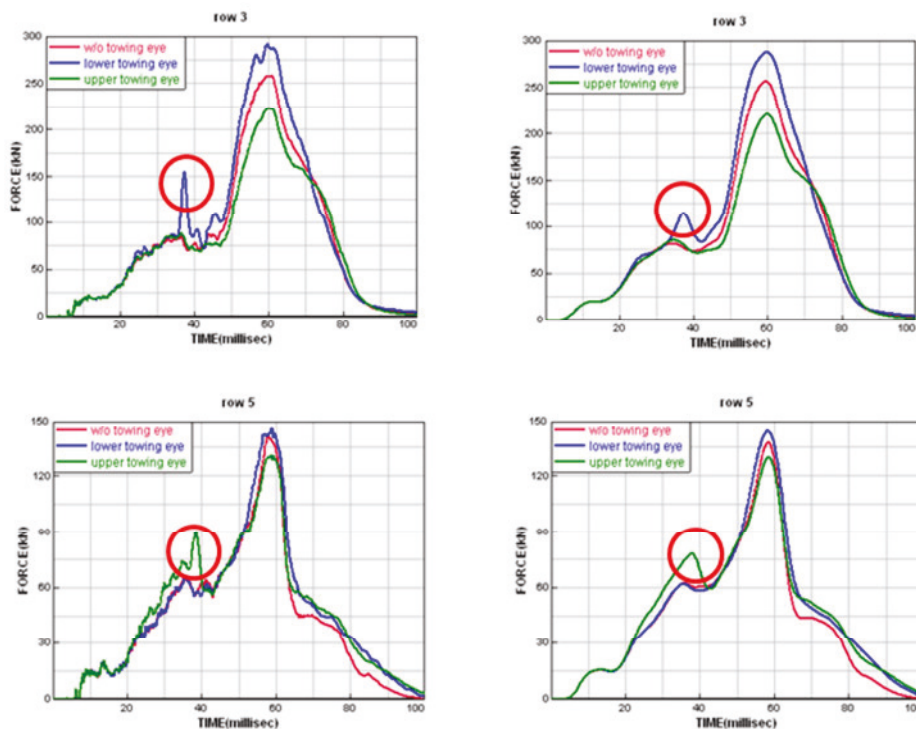 row 3
300
250
200
150
100
50
0
w/o towing eye
lower towing eye
upper towing eye
FORCE(kN)
20 40 60 80 100
TIME(millisec)
row 3
300
250
200
150
100
50
0
w/o towing eye
lower towing eye
upper towing eye
FORCE(kN)
20 40 60 80 100
TIME(millisec)
row 5
150
120
90
60
30
0
w/o towing eye
lower towing eye
upper towing eye
20 40 60 80 100
TIME(millisec)
row 5
150
120
90
60
30
0
w/o towing eye
lower towing eye
upper towing eye
20 40 60 80 100
TIME(millisec)